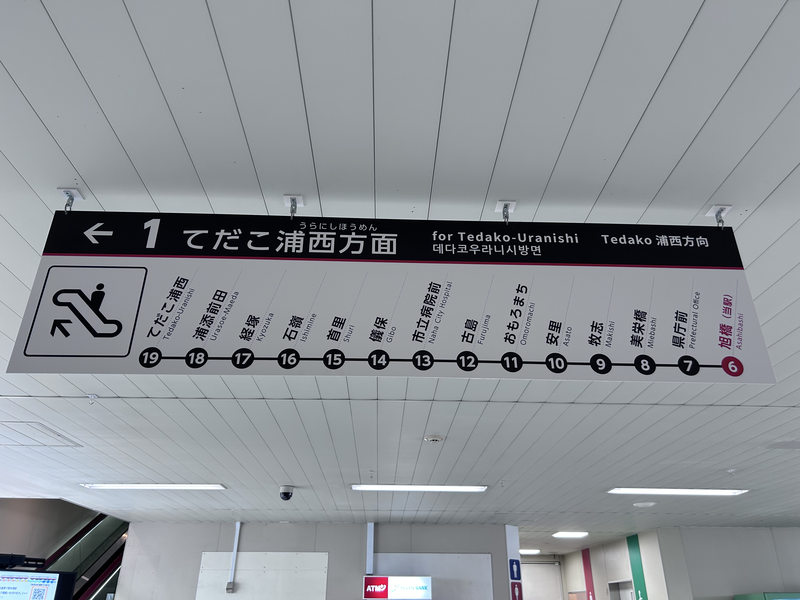 ← 1 てだこ浦西方面 for Tedako-Uranishi Tedako 浦西方向
うらにしほうめん
데다코우라니시방면
てだこ浦西 Tedako-Uranishi
浦添前田 Urasoe-Maeda
経塚 Kyozuka
石嶺 Ishimine
首里 Shuri
儀保 Gibo
市立病院前 Naha City Hospital
古島 Furujima
おもろまち Omoromachi
安里 Asato
牧志 Makishi
美栄橋 Miebashi
県庁前 Prefectural Office
旭橋(当駅) Asahibashi
19 18 17 16 15 14 13 12 11 10 9 8 7 6
ATM